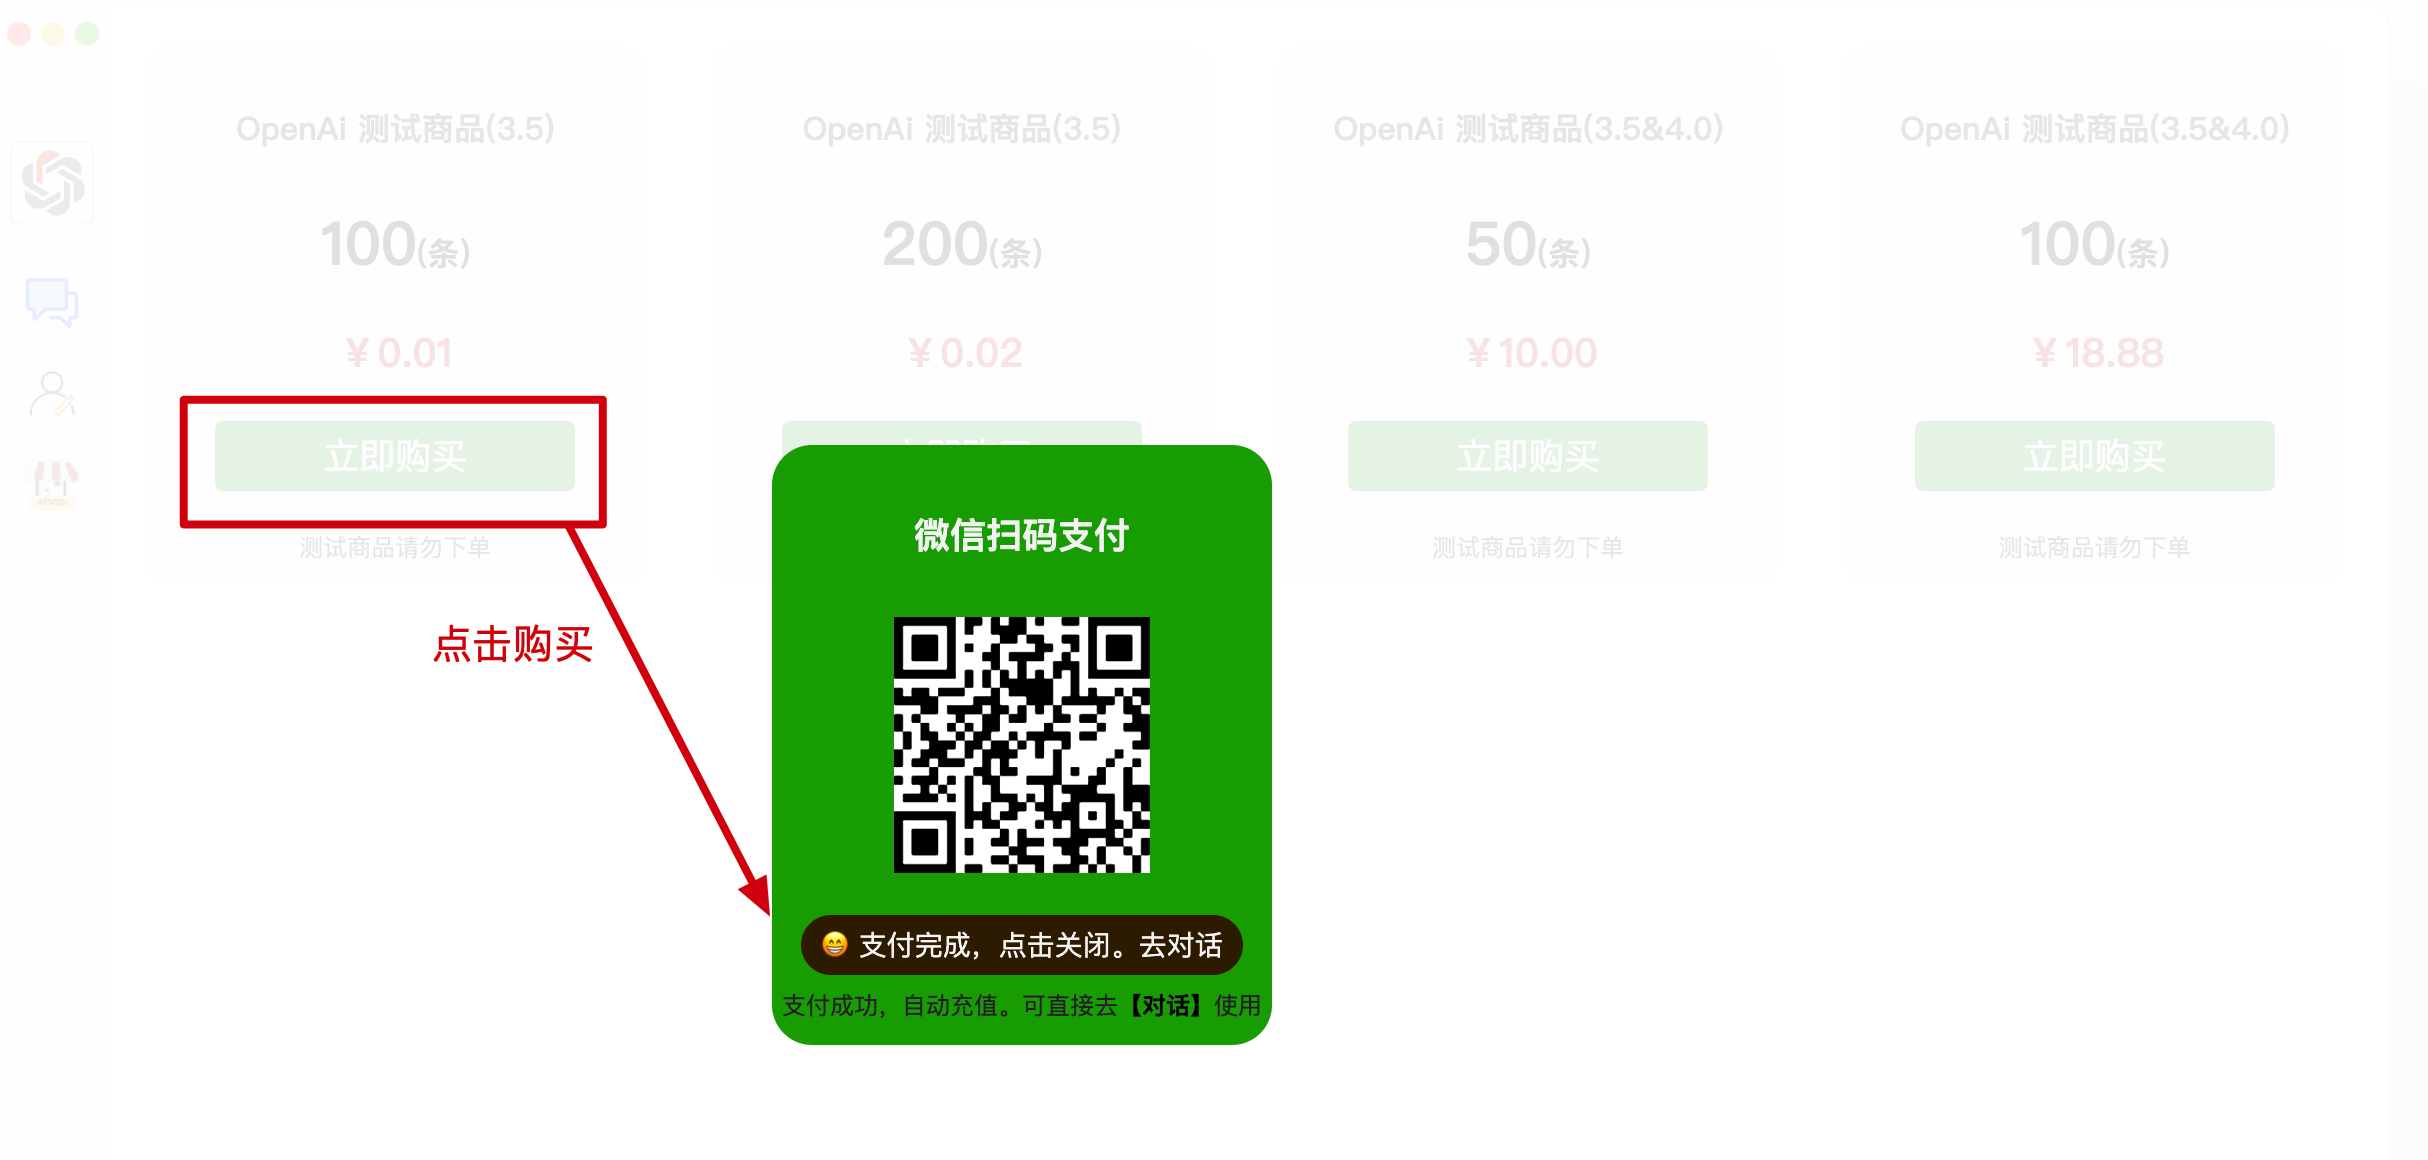 OpenAi 测试商品(3.5)
100(条)
¥ 0.01
立即购买
测试商品请勿下单
OpenAi 测试商品(3.5)
200(条)
¥ 0.02
立即购买
OpenAi 测试商品(3.5&4.0)
50(条)
¥ 10.00
立即购买
测试商品请勿下单
OpenAi 测试商品(3.5&4.0)
100(条)
¥ 18.88
立即购买
测试商品请勿下单
shop
点击购买
微信扫码支付
😁 支付完成，点击关闭。去对话
支付成功，自动充值。可直接去【对话】使用